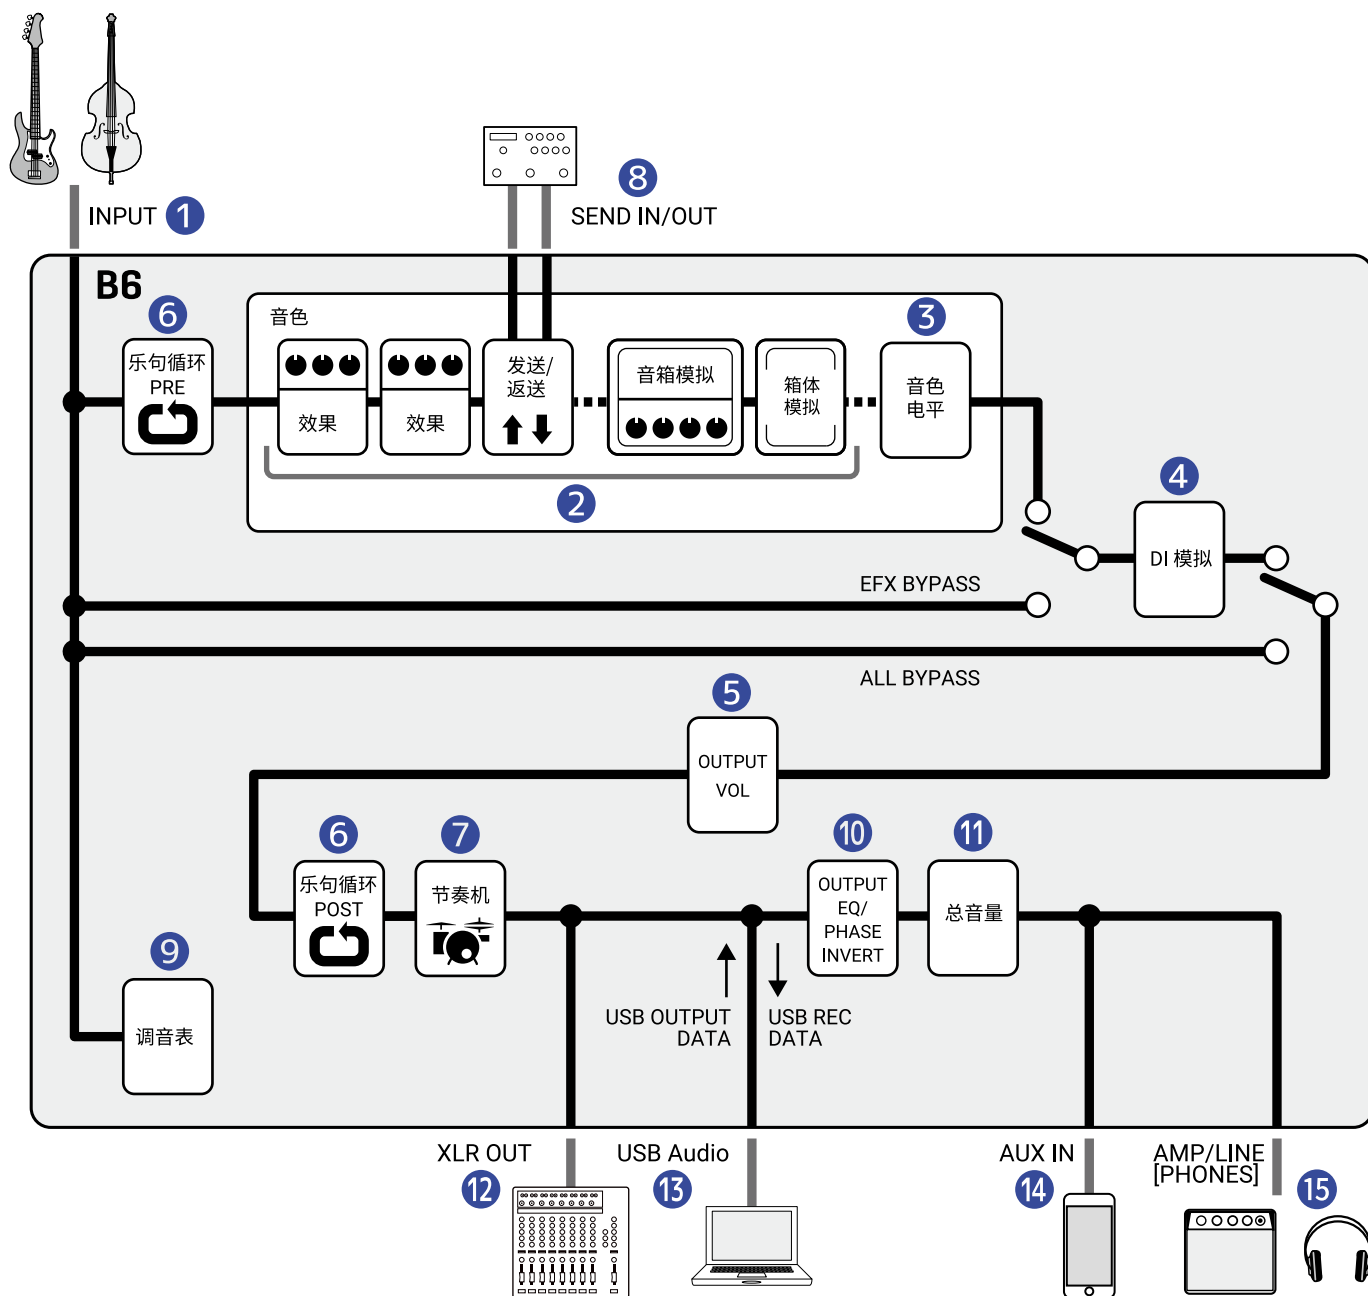 INPUT 1
8
SEND IN/OUT
B6
6
乐句循环
PRE
音色
效果
效果
发送/
返送
音箱模拟
箱体
模拟
3
音色
电平
2
4
DI 模拟
EFX BYPASS
ALL BYPASS
5
OUTPUT
VOL
6
乐句循环
POST
7
节奏机
10
OUTPUT
EQ/
PHASE
INVERT
11
总音量
9
调音表
USB OUTPUT
DATA
USB REC
DATA
XLR OUT
12
USB Audio
13
AUX IN
14
AMP/LINE
[PHONES]
15